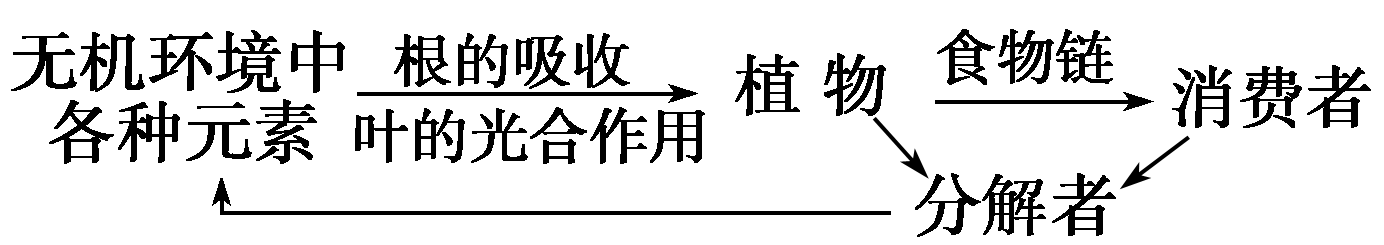 无机环境中
各种元素
根的吸收
叶的光合作用
植物
食物链
消费者
分解者